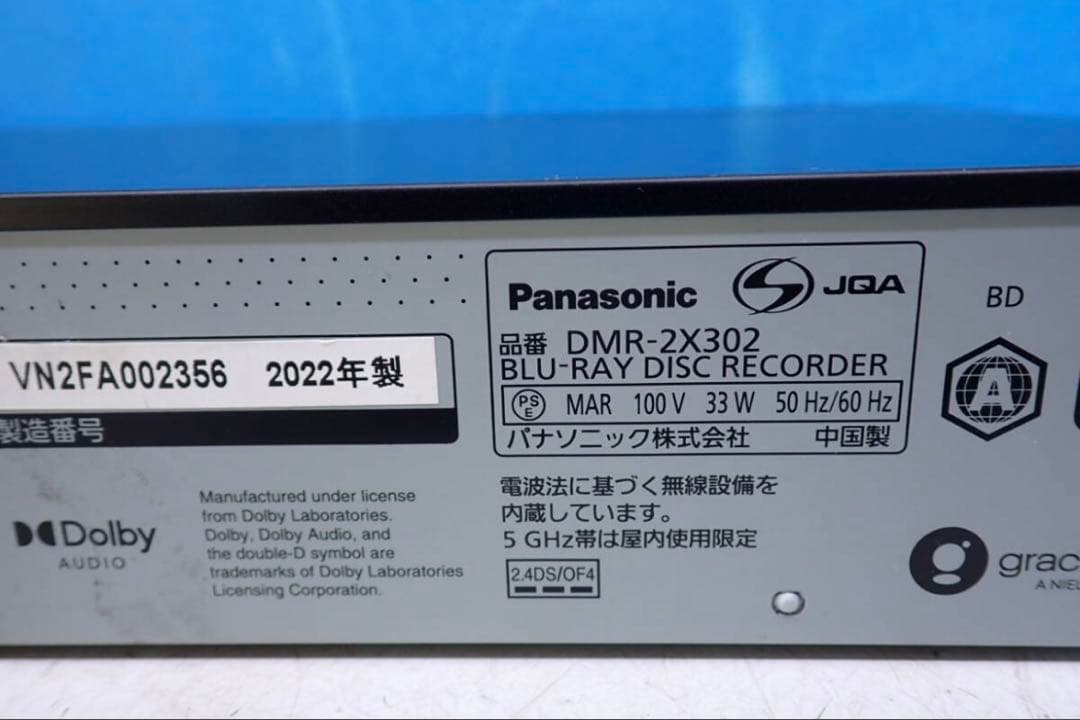 VN2FA002356 2022年製
製造番号
Dolby
AUDIO
Manufactured under license
from Dolby Laboratories.
Dolby, Dolby Audio, and
the double-D symbol are
trademarks of Dolby Laboratories
Licensing Corporation.
Panasonic JQA
品番 DMR-2X302
BLU-RAY DISC RECORDER
PS E MAR 100 V 33 W 50 Hz/60 Hz
パナソニック株式会社 中国製
電波法に基づく無線設備を
内蔵しています。
5 GHz帯は屋内使用限定
2.4DS/OF4
BD
A
g grac
A NIEL